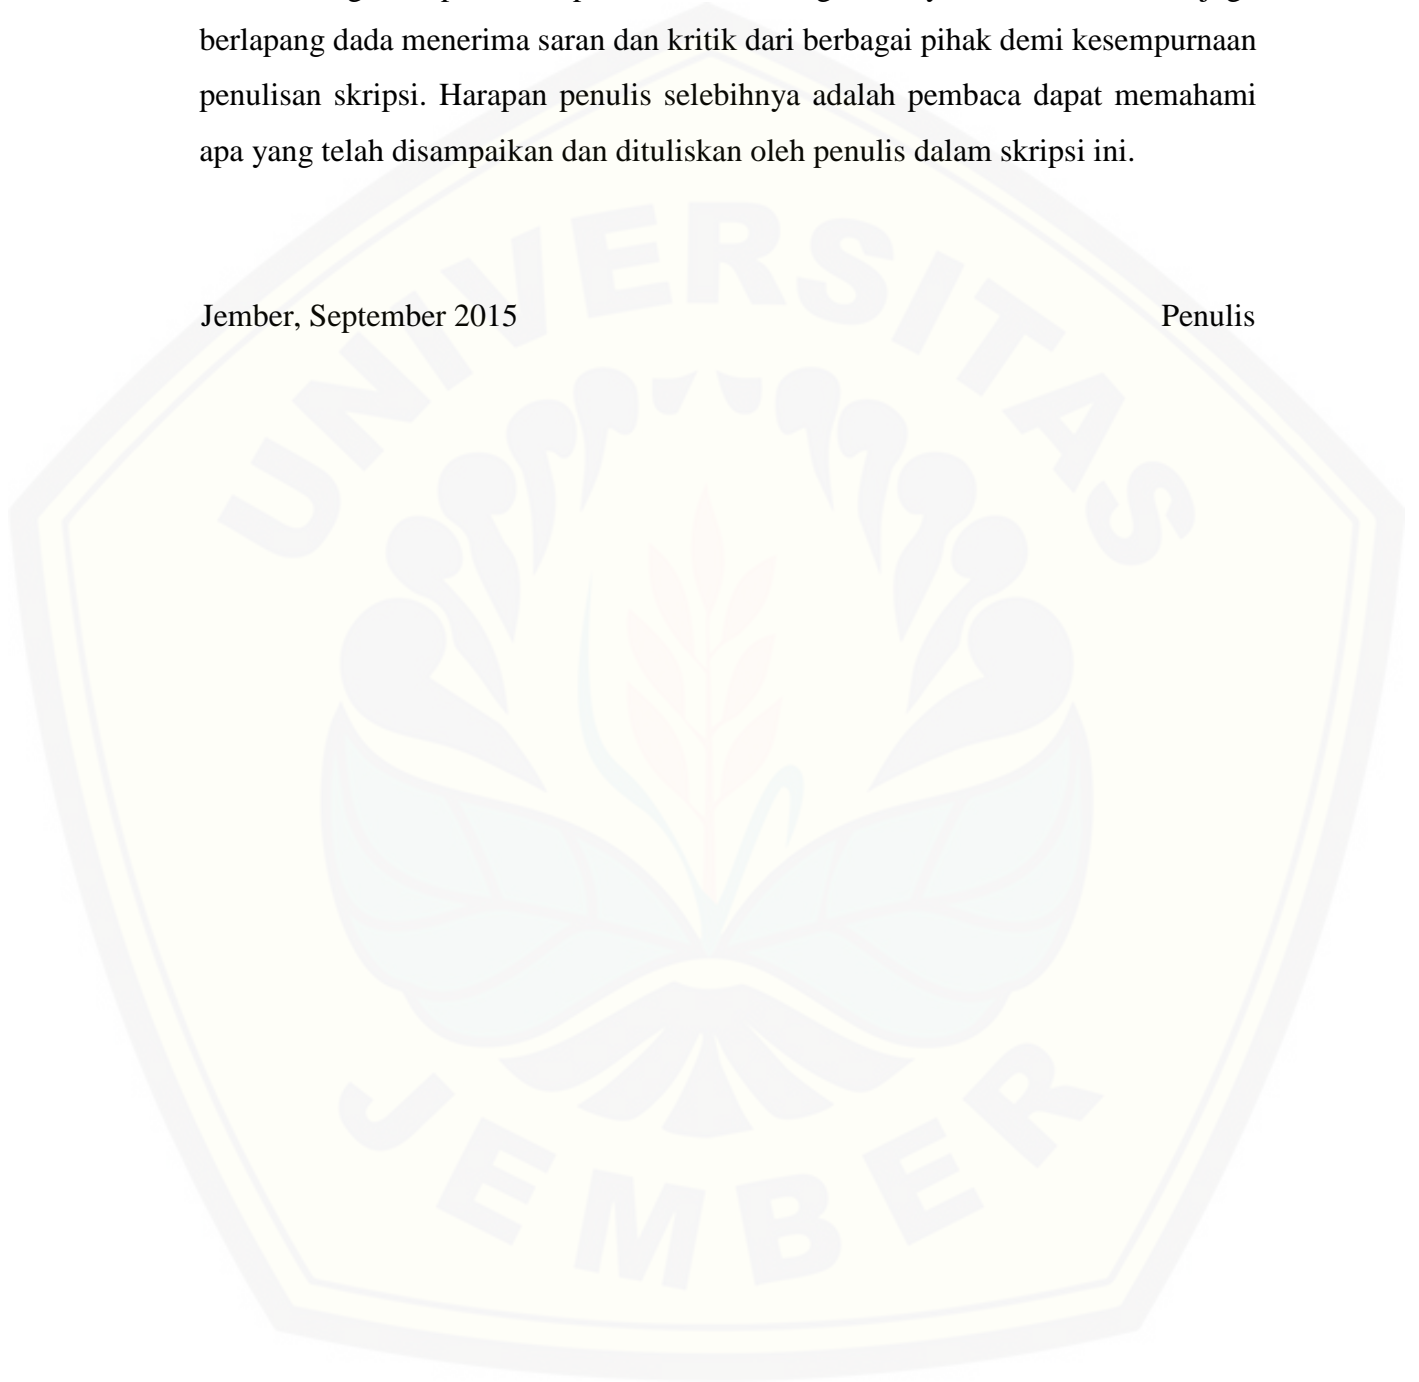 berlapang dada menerima saran dan kritik dari berbagai pihak demi kesempurnaan
penulisan skripsi. Harapan penulis selebihnya adalah pembaca dapat memahami
apa yang telah disampaikan dan dituliskan oleh penulis dalam skripsi ini.
Jember, September 2015 Penulis
UNIVERSITAS
JEMBER